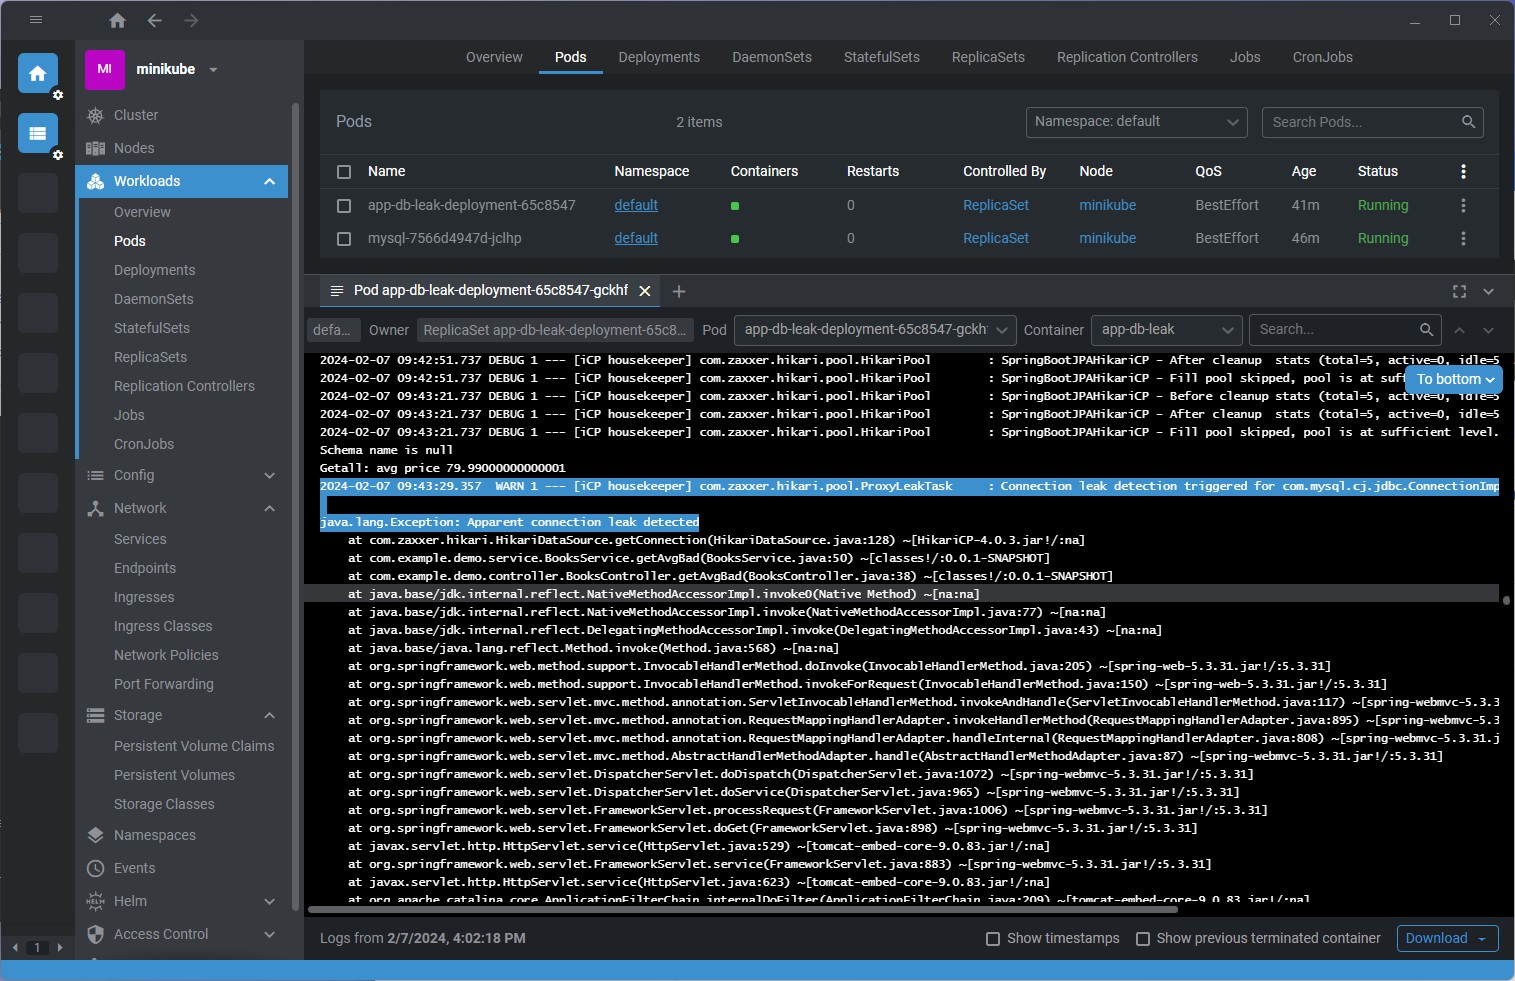 MI minikube
Cluster
Nodes
Workloads
Overview
Pods
Deployments
DaemonSets
StatefulSets
ReplicaSets
Replication Controllers
Jobs
CronJobs
Config
Network
Services
Endpoints
Ingresses
Ingress Classes
Network Policies
Port Forwarding
Storage
Persistent Volume Claims
Persistent Volumes
Storage Classes
Namespaces
Events
HELM Helm
Access Control
1
Overview Pods Deployments DaemonSets StatefulSets ReplicaSets Replication Controllers Jobs CronJobs
Pods 2 items Namespace: default Search Pods...
Name Namespace Containers Restarts Controlled By Node QoS Age Status
app-db-leak-deployment-65c8547 default 0 ReplicaSet minikube BestEffort 41m Running
mysql-7566d4947d-jclhp default 0 ReplicaSet minikube BestEffort 46m Running
Pod app-db-leak-deployment-65c8547-gckhf
defa... Owner ReplicaSet app-db-leak-deployment-65c8... Pod app-db-leak-deployment-65c8547-gckh Container app-db-leak Search...
2024-02-07 09:42:51.737 DEBUG 1 --- [iCP housekeeper] com.zaxxer.hikari.pool.HikariPool : SpringBootJPAHikariCP - After cleanup stats (total=5, active=0, idle=5
2024-02-07 09:42:51.737 DEBUG 1 --- [iCP housekeeper] com.zaxxer.hikari.pool.HikariPool : SpringBootJPAHikariCP - Fill pool skipped, pool is at suff
To bottom
2024-02-07 09:43:21.737 DEBUG 1 --- [iCP housekeeper] com.zaxxer.hikari.pool.HikariPool : SpringBootJPAHikariCP - Before cleanup stats (total=5, active=0, idle=5
2024-02-07 09:43:21.737 DEBUG 1 --- [iCP housekeeper] com.zaxxer.hikari.pool.HikariPool : SpringBootJPAHikariCP - After cleanup stats (total=5, active=0, idle=5
2024-02-07 09:43:21.737 DEBUG 1 --- [iCP housekeeper] com.zaxxer.hikari.pool.HikariPool : SpringBootJPAHikariCP - Fill pool skipped, pool is at sufficient level.
Schema name is null
Getall: avg price 79.99000000000001
2024-02-07 09:43:29.357 WARN 1 --- [iCP housekeeper] com.zaxxer.hikari.pool.ProxyLeakTask : Connection leak detection triggered for com.mysql.cj.jdbc.ConnectionImp
java.lang.Exception: Apparent connection leak detected
at com.zaxxer.hikari.HikariDataSource.getConnection(HikariDataSource.java:128) ~[HikariCP-4.0.3.jar!/:na]
at com.example.demo.service.BooksService.getAvgBad(BooksService.java:50) ~[classes!/:0.0.1-SNAPSHOT]
at com.example.demo.controller.BooksController.getAvgBad(BooksController.java:38) ~[classes!/:0.0.1-SNAPSHOT]
at java.base/jdk.internal.reflect.NativeMethodAccessorImpl.invoke0(Native Method) ~[na:na]
at java.base/jdk.internal.reflect.NativeMethodAccessorImpl.invoke(NativeMethodAccessorImpl.java:77) ~[na:na]
at java.base/jdk.internal.reflect.DelegatingMethodAccessorImpl.invoke(DelegatingMethodAccessorImpl.java:43) ~[na:na]
at java.base/java.lang.reflect.Method.invoke(Method.java:568) ~[na:na]
at org.springframework.web.method.support.InvocableHandlerMethod.doInvoke(InvocableHandlerMethod.java:205) ~[spring-web-5.3.31.jar!/:5.3.31]
at org.springframework.web.method.support.InvocableHandlerMethod.invokeForRequest(InvocableHandlerMethod.java:150) ~[spring-web-5.3.31.jar!/:5.3.31]
at org.springframework.web.servlet.mvc.method.annotation.ServletInvocableHandlerMethod.invokeAndHandle(ServletInvocableHandlerMethod.java:117) ~[spring-webmvc-5.3.3
at org.springframework.web.servlet.mvc.method.annotation.RequestMappingHandlerAdapter.invokeHandlerMethod(RequestMappingHandlerAdapter.java:895) ~[spring-webmvc-5.3
at org.springframework.web.servlet.mvc.method.annotation.RequestMappingHandlerAdapter.handleInternal(RequestMappingHandlerAdapter.java:808) ~[spring-webmvc-5.3.31.j
at org.springframework.web.servlet.mvc.method.AbstractHandlerMethodAdapter.handle(AbstractHandlerMethodAdapter.java:87) ~[spring-webmvc-5.3.31.jar!/:5.3.31]
at org.springframework.web.servlet.DispatcherServlet.doDispatch(DispatcherServlet.java:1072) ~[spring-webmvc-5.3.31.jar!/:5.3.31]
at org.springframework.web.servlet.DispatcherServlet.doService(DispatcherServlet.java:965) ~[spring-webmvc-5.3.31.jar!/:5.3.31]
at org.springframework.web.servlet.FrameworkServlet.processRequest(FrameworkServlet.java:1006) ~[spring-webmvc-5.3.31.jar!/:5.3.31]
at org.springframework.web.servlet.FrameworkServlet.doGet(FrameworkServlet.java:898) ~[spring-webmvc-5.3.31.jar!/:5.3.31]
at javax.servlet.http.HttpServlet.service(HttpServlet.java:529) ~[tomcat-embed-core-9.0.83.jar!/:na]
at org.springframework.web.servlet.FrameworkServlet.service(FrameworkServlet.java:883) ~[spring-webmvc-5.3.31.jar!/:5.3.31]
at javax.servlet.http.HttpServlet.service(HttpServlet.java:623) ~[tomcat-embed-core-9.0.83.jar!/:na]
at org.apache.catalina.core.ApplicationFilterChain.internalDoFilter(ApplicationFilterChain.java:209) ~[tomcat-embed-core-9.0.83.jar!/:na]
Logs from 2/7/2024, 4:02:18 PM Show timestamps Show previous terminated container Download